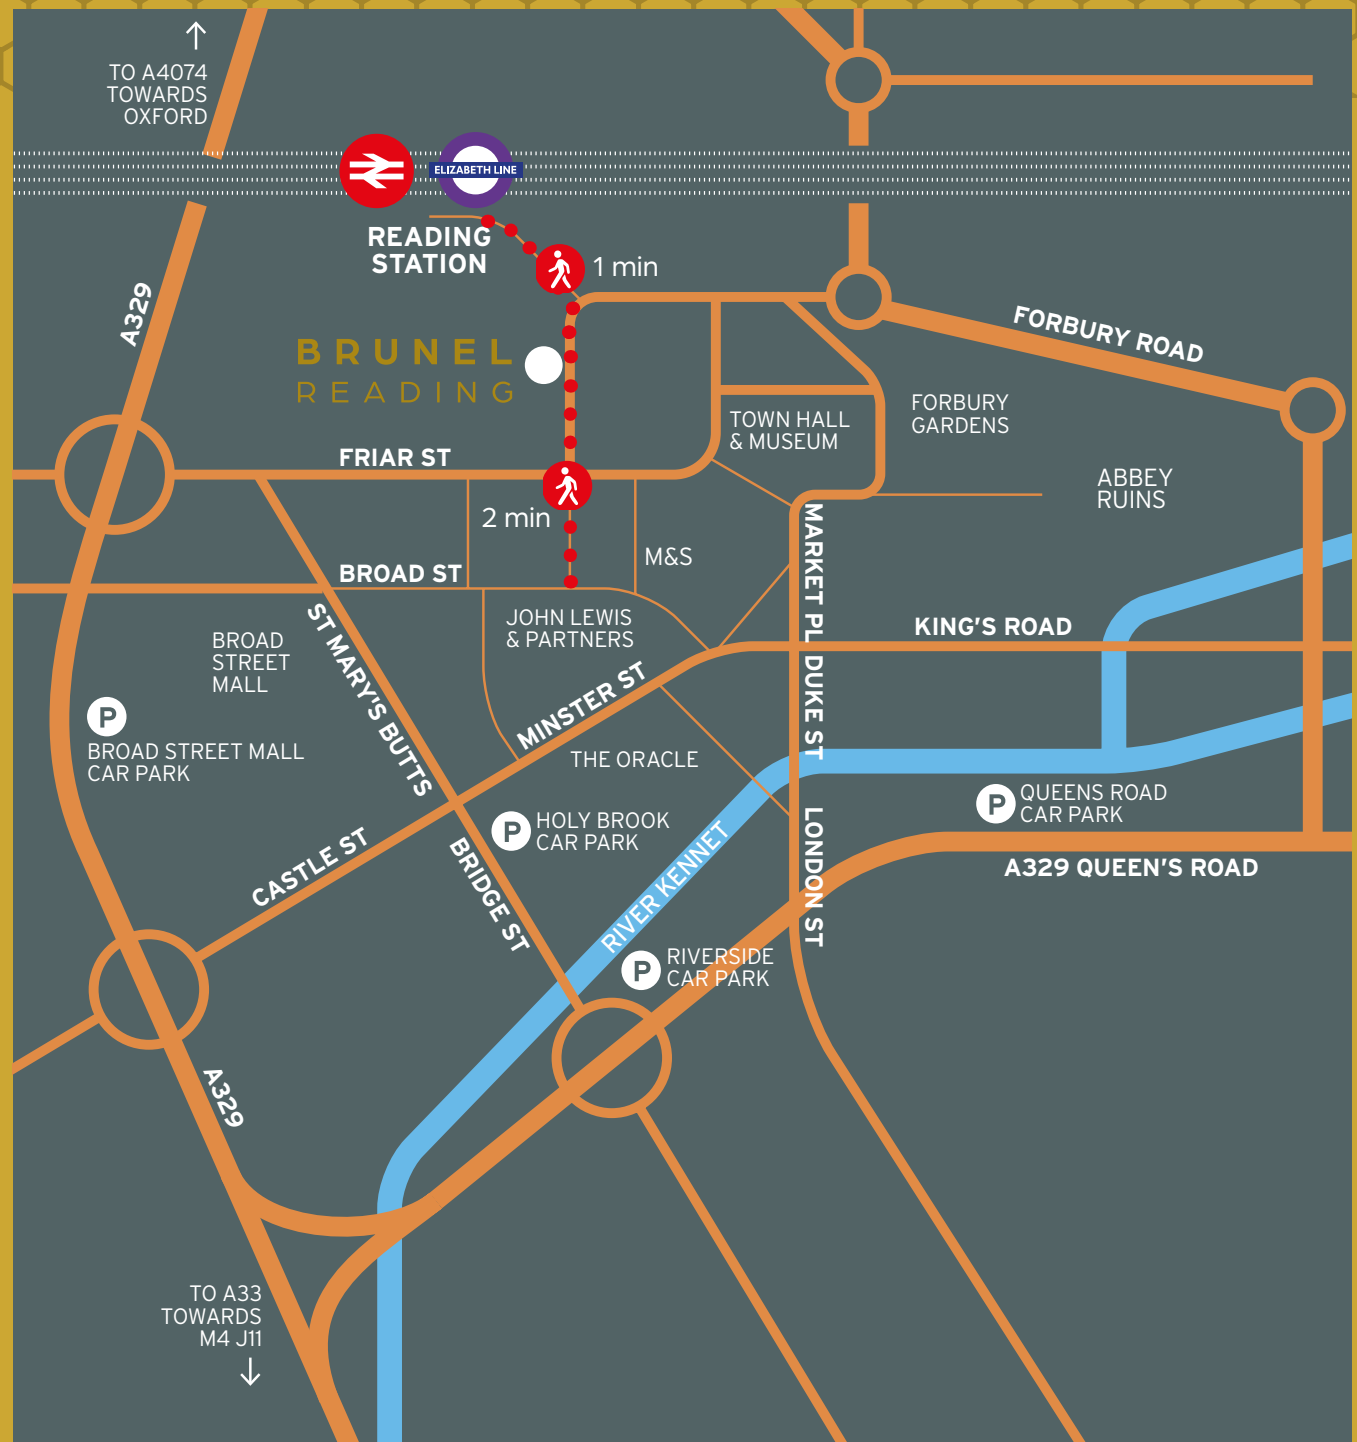 TO A4074
TOWARDS
OXFORD
ELIZABETH LINE
READING
STATION
1 min
A329
FORBURY ROAD
BRUNEL
READING
FORBURY
GARDENS
TOWN HALL
& MUSEUM
FRIAR ST
ABBEY
RUINS
2 min
M&S
BROAD ST
MARKET PL
JOHN LEWIS
& PARTNERS
KING'S ROAD
BROAD
STREET
MALL
ST MARY'S BUTTS
MINSTER ST
DUKE ST
P
BROAD STREET MALL
CAR PARK
THE ORACLE
P
QUEENS ROAD
CAR PARK
P
HOLY BROOK
CAR PARK
CASTLE ST
BRIDGE ST
RIVER KENNET
LONDON ST
A329 QUEEN'S ROAD
P
RIVERSIDE
CAR PARK
A329
TO A33
TOWARDS
M4 J11